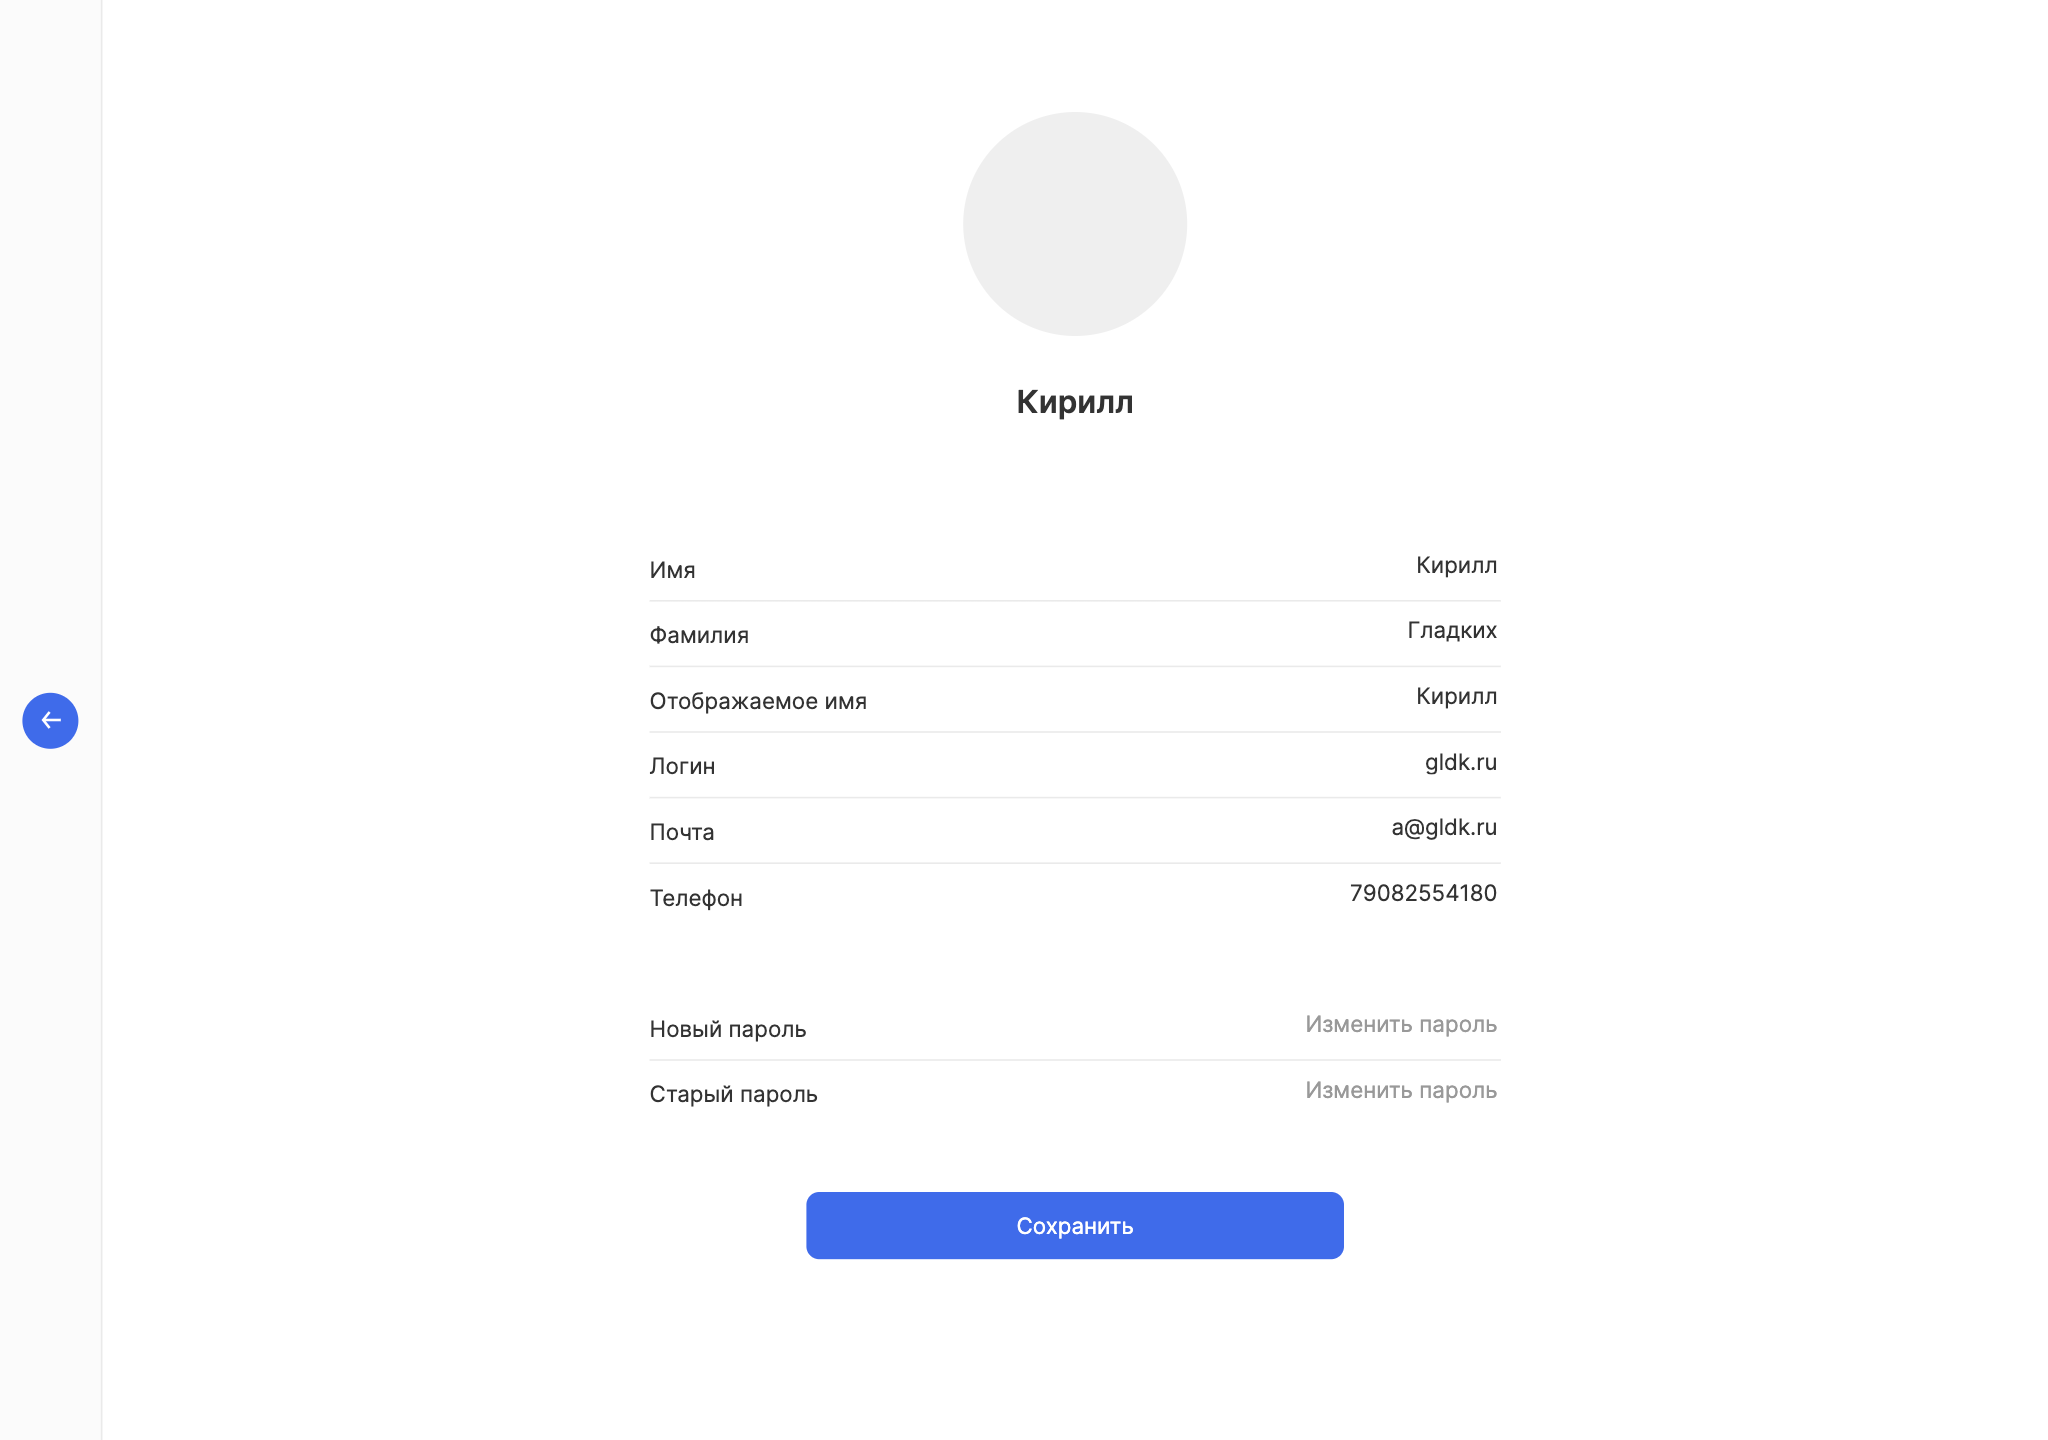 Кирилл
Имя Кирилл
Фамилия Гладких
Отображаемое имя Кирилл
Логин gldk.ru
Почта a@gldk.ru
Телефон 79082554180
Новый пароль Изменить пароль
Старый пароль Изменить пароль
Сохранить